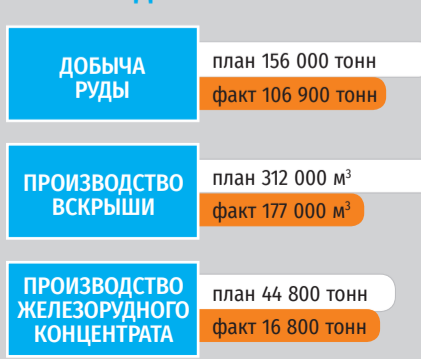 ДОБЫЧА
РУДЫ
план 156 000 тонн
факт 106 900 тонн
ПРОИЗВОДСТВО
ВСКРЫШИ
план 312 000 м³
факт 177 000 м³
ПРОИЗВОДСТВО
ЖЕЛЕЗОРУДНОГО
КОНЦЕНТРАТА
план 44 800 тонн
факт 16 800 тонн